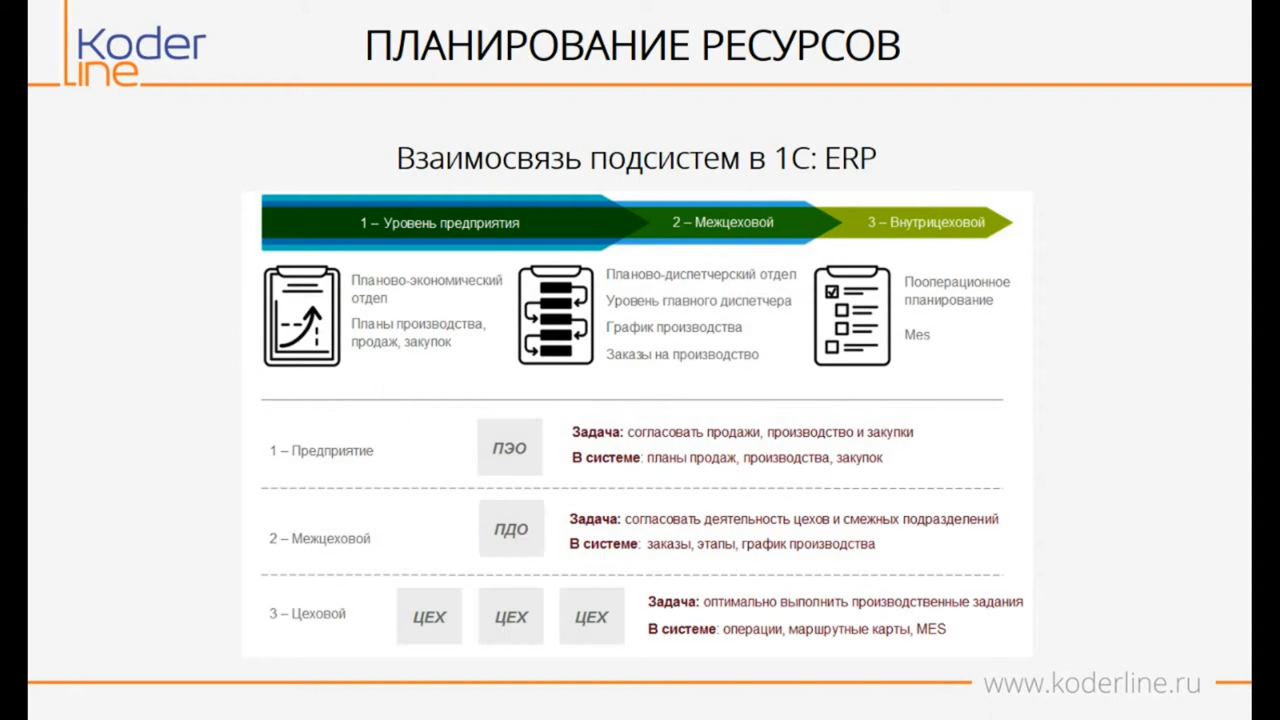 Koder
line
ПЛАНИРОВАНИЕ РЕСУРСОВ
Взаимосвязь подсистем в 1С: ERP
1 – Уровень предприятия
2 – Межцеховой
3 – Внутрицеховой
Планово-экономический
отдел
Планы производства,
продаж, закупок
Планово-диспетчерский отдел
Уровень главного диспетчера
График производства
Заказы на производство
Пооперационное
планирование
Mes
1 – Предприятие
ПЭО
Задача: согласовать продажи, производство и закупки
В системе: планы продаж, производства, закупок
2 – Межцеховой
ПДО
Задача: согласовать деятельность цехов и смежных подразделений
В системе: заказы, этапы, график производства
3 – Цеховой
ЦЕХ
ЦЕХ
ЦЕХ
Задача: оптимально выполнить производственные задания
В системе: операции, маршрутные карты, MES
www.koderline.ru